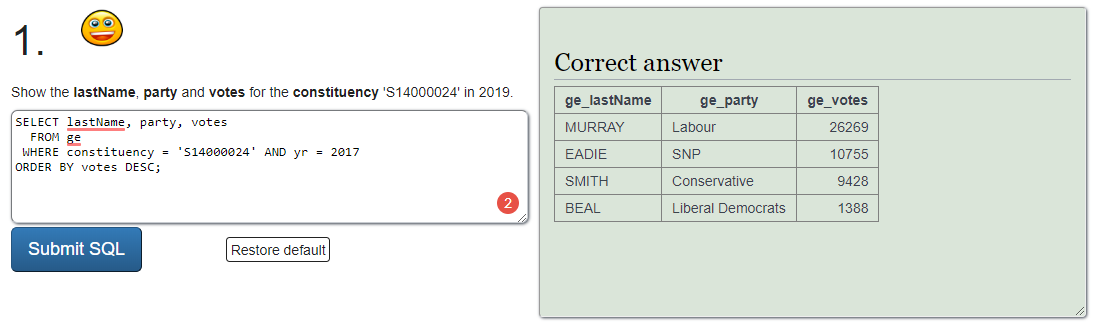 1.
Show the lastName, party and votes for the constituency 'S14000024' in 2019.
SELECT lastName, party, votes
FROM ge
WHERE constituency = 'S14000024' AND yr = 2017
ORDER BY votes DESC;
2
Submit SQL
Restore default
Correct answer
ge_lastName ge_party ge_votes
MURRAY Labour 26269
EADIE SNP 10755
SMITH Conservative 9428
BEAL Liberal Democrats 1388